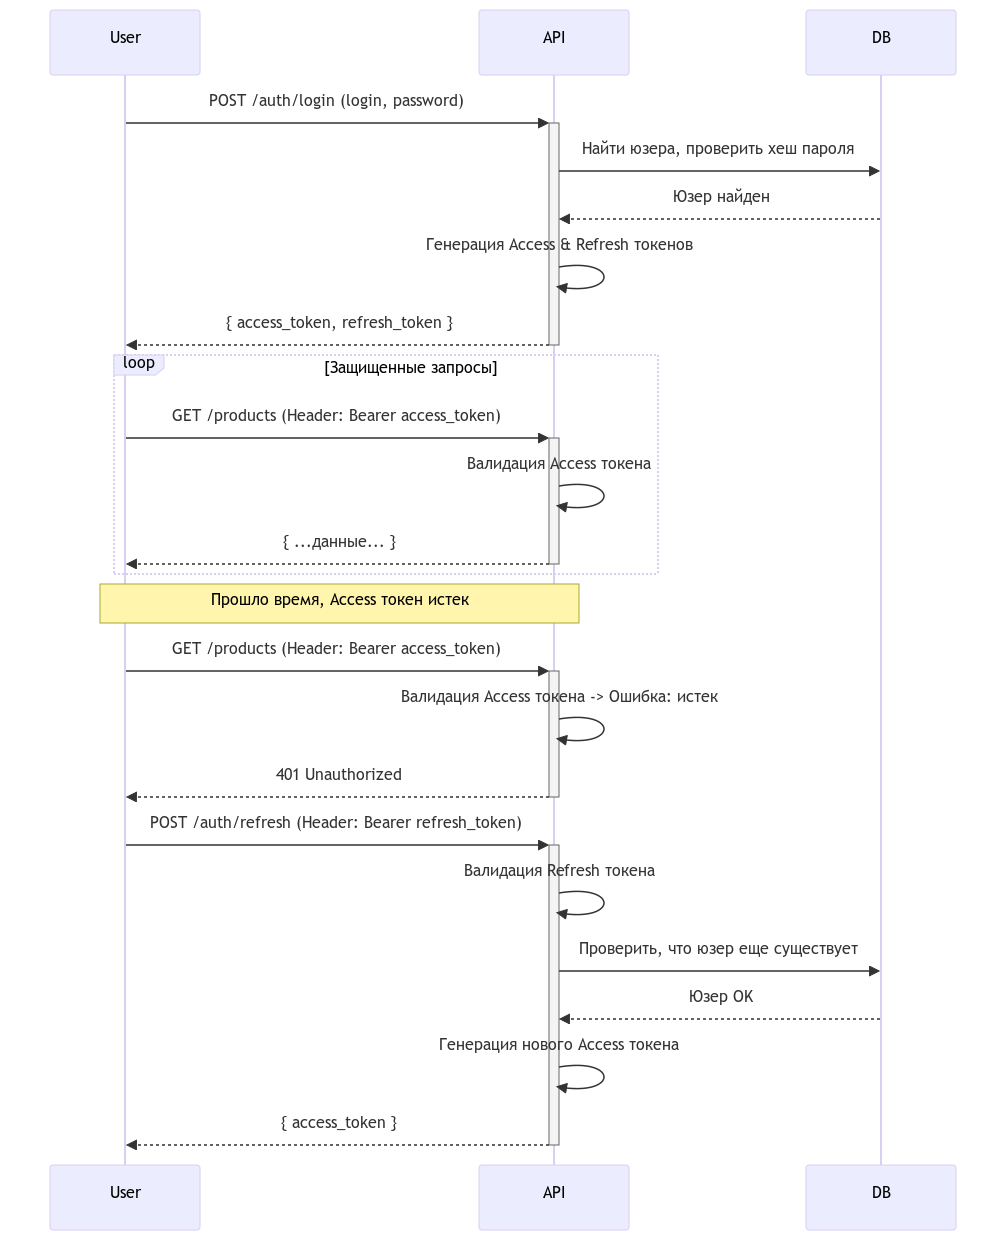 User
API
DB
POST /auth/login (login, password)
Найти юзера, проверить хеш пароля
Юзер найден
Генерация Access & Refresh токенов
{ access_token, refresh_token }
loop
[Защищенные запросы]
GET /products (Header: Bearer access_token)
Валидация Access токена
{ ...данные... }
Прошло время, Access токен истек
GET /products (Header: Bearer access_token)
Валидация Access токена -> Ошибка: истек
401 Unauthorized
POST /auth/refresh (Header: Bearer refresh_token)
Валидация Refresh токена
Проверить, что юзер еще существует
Юзер OK
Генерация нового Access токена
{ access_token }
User
API
DB